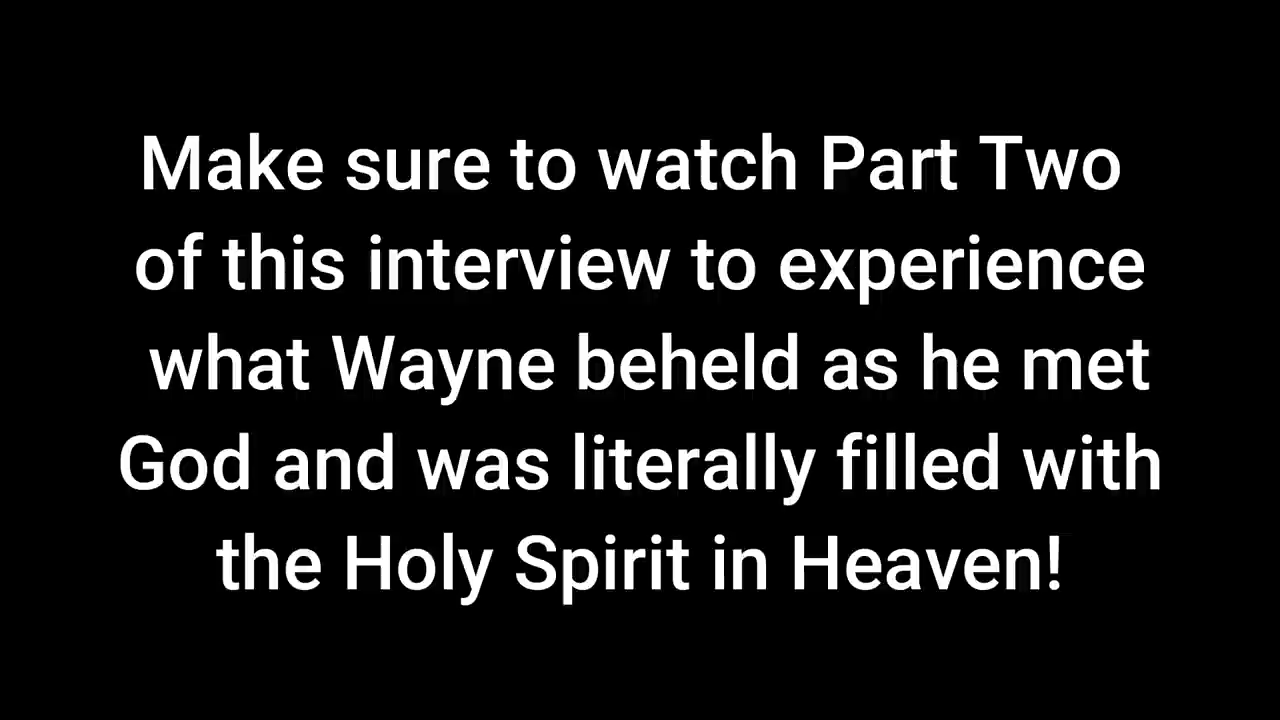 Make sure to watch Part Two
of this interview to experience
what Wayne beheld as he met
God and was literally filled with
the Holy Spirit in Heaven!